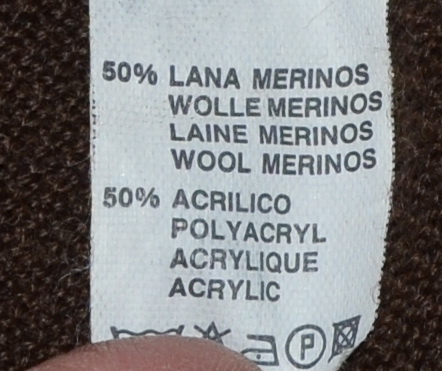 50% LANA MERINOS
WOLLE MERINOS
LAINE MERINOS
WOOL MERINOS
50% ACRILICO
POLYACRYL
ACRYLIQUE
ACRYLIC
P